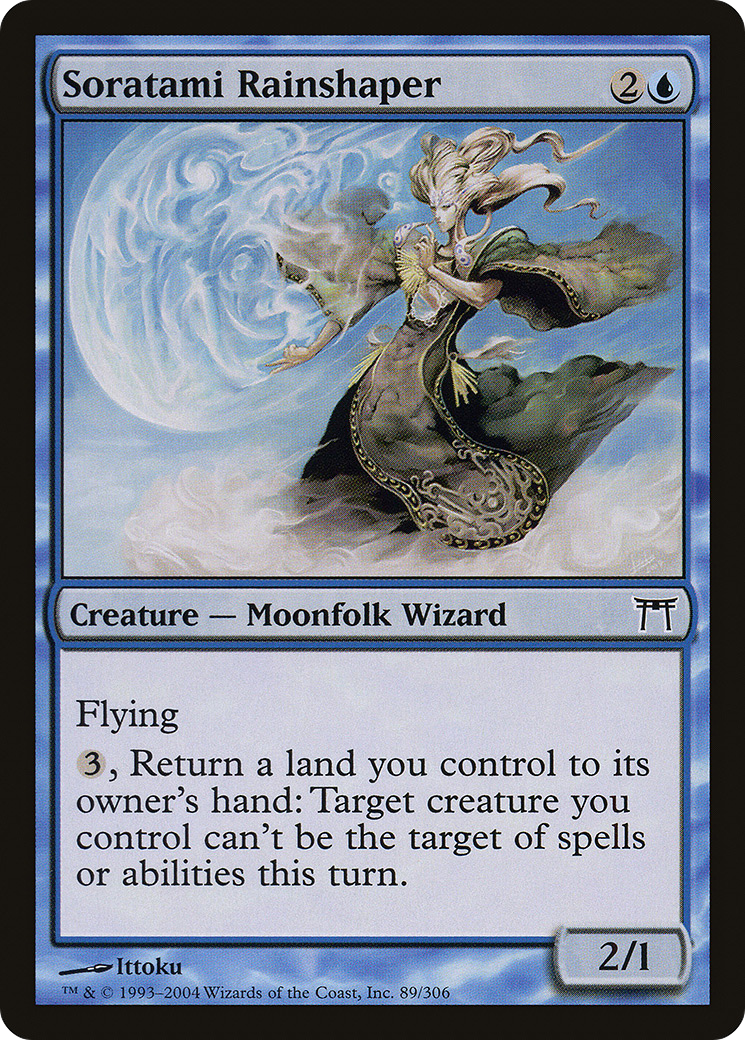 Soratami Rainshaper 2
Creature — Moonfolk Wizard
Flying
3, Return a land you control to its
owner's hand: Target creature you
control can't be the target of spells
or abilities this turn.
2/1
Ittoku
™ & © 1993–2004 Wizards of the Coast, Inc. 89/306